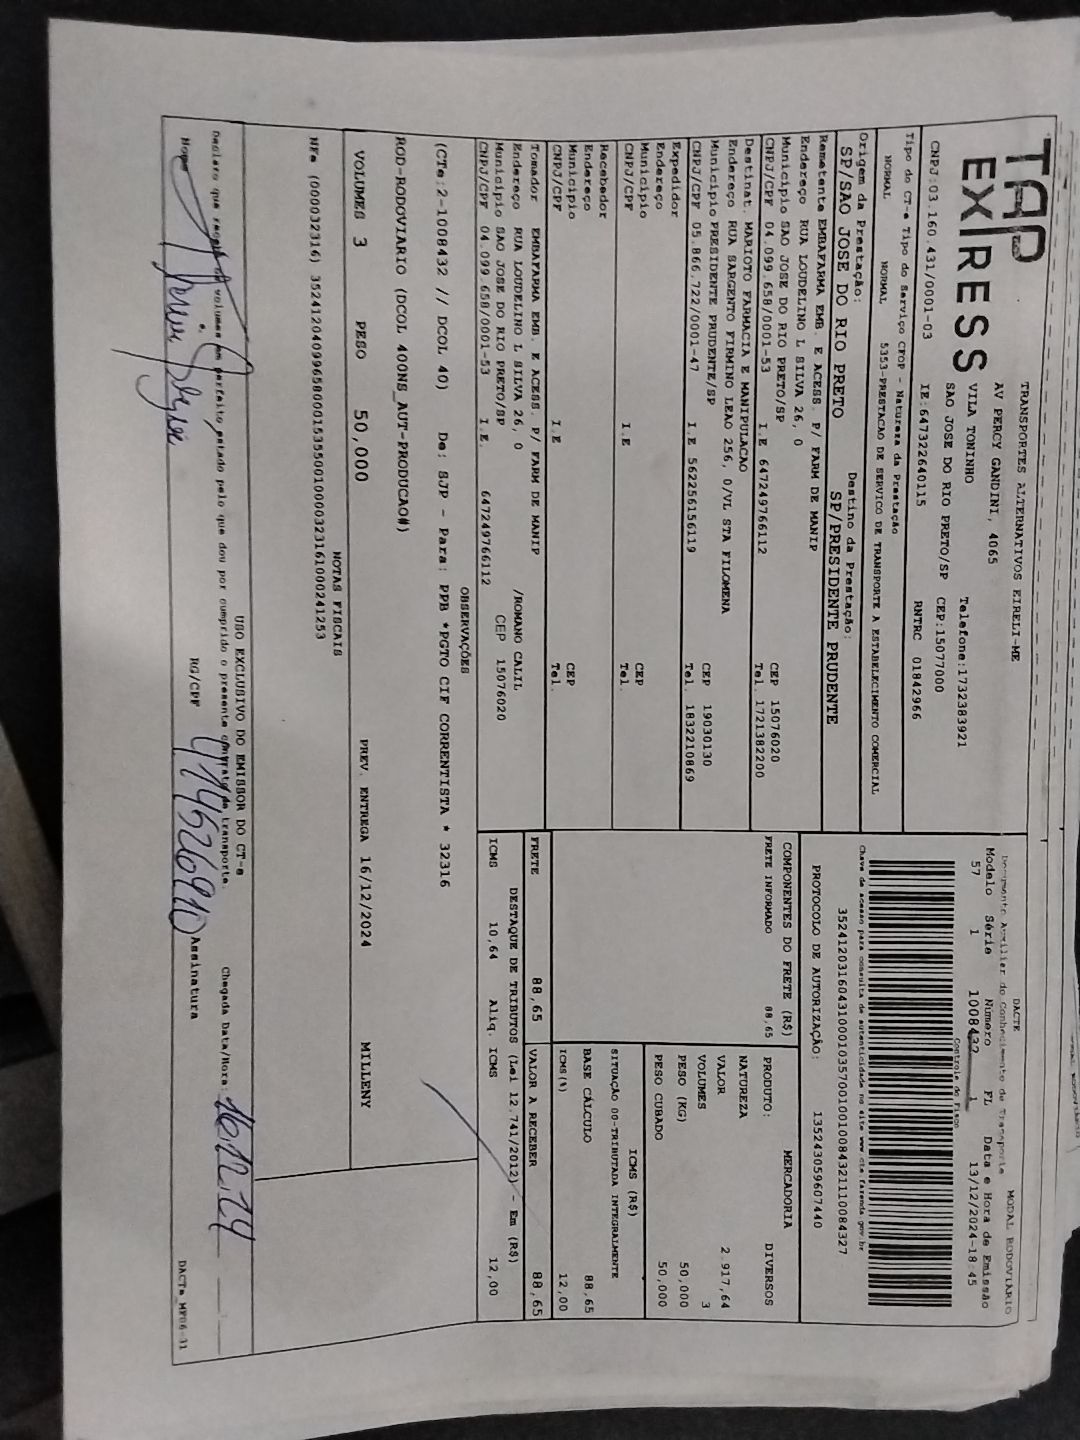 TAP
EXPRESS
TRANSPORTES ALTERNATIVOS EIRELI-ME
AV PERCY GANDINI, 4065
VILA TONINHO
SAO JOSE DO RIO PRETO/SP
Telefone:1732383921
CEP:15077000
CNPJ:03.160.431/0001-03 IE:647322640115 RNTRC 01842966
Tipo do CT-e Tipo do Serviço CFOP - Natureza da Prestação
NORMAL NORMAL 5353-PRESTACAO DE SERVICO DE TRANSPORTE A ESTABELECIMENTO COMERCIAL
Origem da Prestação: Destino da Prestação:
SP/SAO JOSE DO RIO PRETO SP/PRESIDENTE PRUDENTE
DACTE MODAL RODOVIÁRIO
Documento Auxiliar do Conhecimento de Transporte
Modelo Série Número FL Data e Hora de Emissão
57 1 1008432 1 13/12/2024-18 45
Controle do Fisco
Chave de acesso para consulta de autenticidade no site www.cte.fazenda.gov.br
35241203160431000103570010010084321110084327
PROTOCOLO DE AUTORIZAÇÃO: 135243059607440
Remetente EMBAFARMA EMB. E ACESS. P/ FARM DE MANIP
Endereço RUA LOUDELINO L SILVA 26, 0
Municipio SAO JOSE DO RIO PRETO/SP CEP 15076020
CNPJ/CPF 04.099.658/0001-53 I.E 647249766112 Tel. 1721382200
Destinat. MARIOTO FARMACIA E MANIPULACAO
Endereço RUA SARGENTO FIRMINO LEAO 256, 0/VL STA FILOMENA
Municipio PRESIDENTE PRUDENTE/SP CEP 19030130
CNPJ/CPF 05.866.722/0001-47 I.E 562256156119 Tel. 1832210869
Expedidor
Endereço
Municipio CEP
CNPJ/CPF I.E Tel.
Recebedor
Endereço
Municipio CEP
CNPJ/CPF I.E Tel.
Tomador EMBAFARMA EMB. E ACESS. P/ FARM DE MANIP
Endereço RUA LOUDELINO L SILVA 26, 0 /ROMANO CALIL
Municipio SAO JOSE DO RIO PRETO/SP CEP 15076020
CNPJ/CPF 04.099.658/0001-53 I.E. 647249766112
COMPONENTES DO FRETE (R$)
FRETE INFORMADO 88,65
MERCADORIA
PRODUTO: DIVERSOS
NATUREZA
VALOR 2.917,64
VOLUMES 3
PESO (KG) 50,000
PESO CUBADO 50,000
ICMS (R$)
SITUAÇÃO 00-TRIBUTADA INTEGRALMENTE
BASE CÁLCULO 88,65
ICMS (%) 12,00
FRETE 88,65 VALOR A RECEBER 88,65
DESTAQUE DE TRIBUTOS (Lei 12.741/2012) - Em (R$)
ICMS 10,64 Aliq. ICMS 12,00
OBSERVAÇÕES
(CTe:2-1008432 // DCOL 40) De: SJP - Para: PPB *PGTO CIF CORRENTISTA * 32316
ROD-RODOVIARIO (DCOL 400NS_AUT-PRODUCAO#)
VOLUMES 3 PESO 50,000 PREV. ENTREGA 16/12/2024 MILLENY
NOTAS FISCAIS
NFe (000032316) 35241204099658000153550010000323161000241253
USO EXCLUSIVO DO EMISSOR DO CT-e
Declaro que recebi os volumes em perfeito estado pelo que dou por cumprido o presente contrato de transporte. Chegada Data/Hora: 16.12.24
Nome RG/CPF Assinatura
DACTe_MF06-31